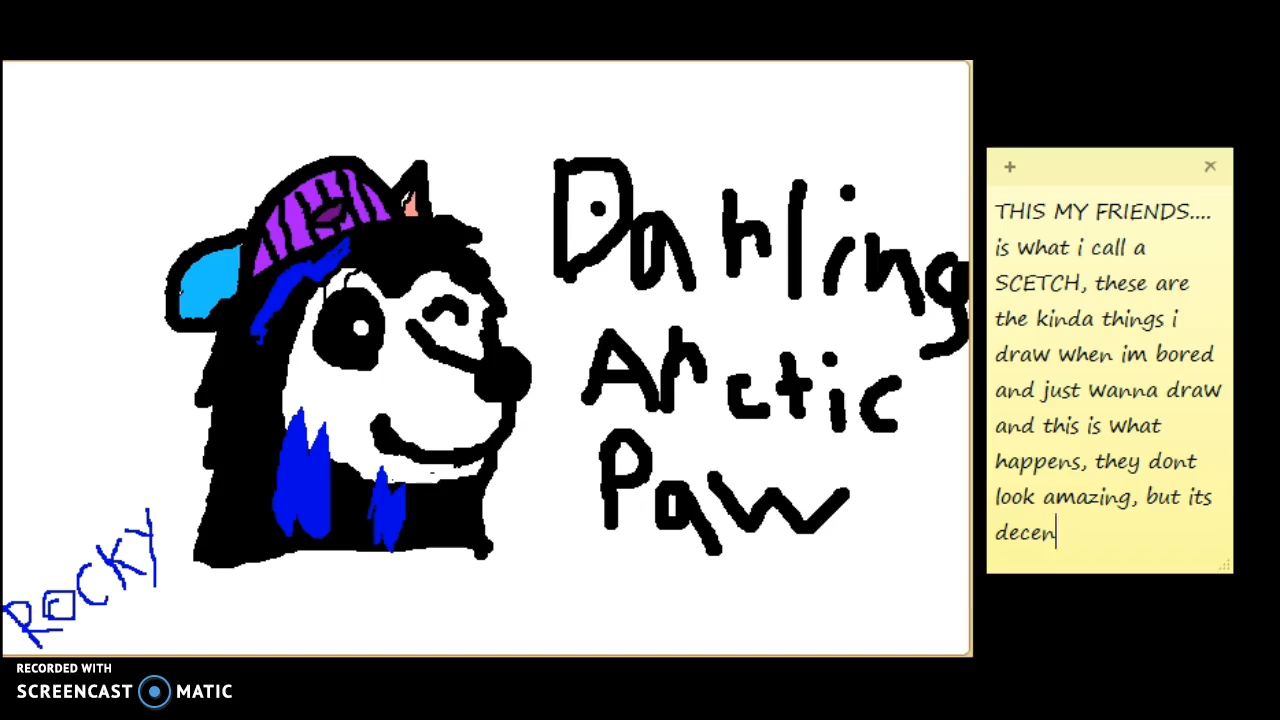 Darling
Arctic
Paw
ROCKY
THIS MY FRIENDS....
is what i call a
SCETCH, these are
the kinda things i
draw when im bored
and just wanna draw
and this is what
happens, they dont
look amazing, but its
decen
RECORDED WITH
SCREENCAST MATIC